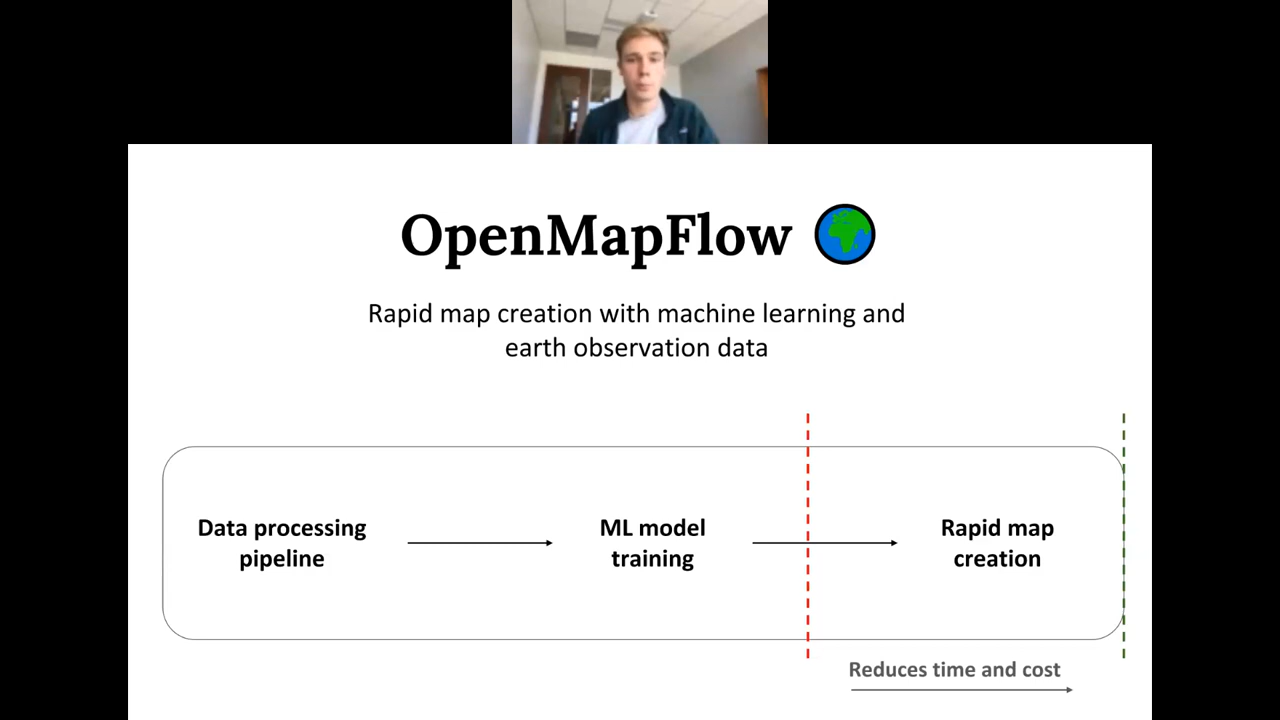 OpenMapFlow
Rapid map creation with machine learning and
earth observation data
Data processing
pipeline
ML model
training
Rapid map
creation
Reduces time and cost